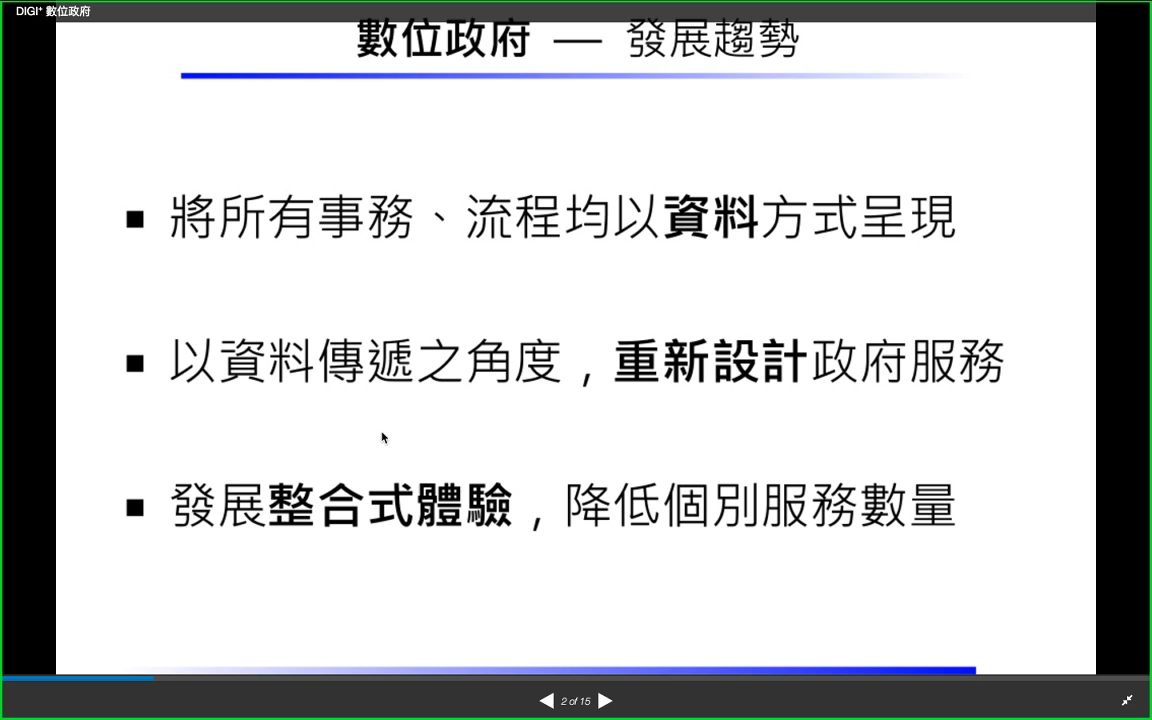 DIGI⁺ 數位政府
數位政府 — 發展趨勢
▪ 將所有事務、流程均以資料方式呈現
▪ 以資料傳遞之角度，重新設計政府服務
▪ 發展整合式體驗，降低個別服務數量
2 of 15